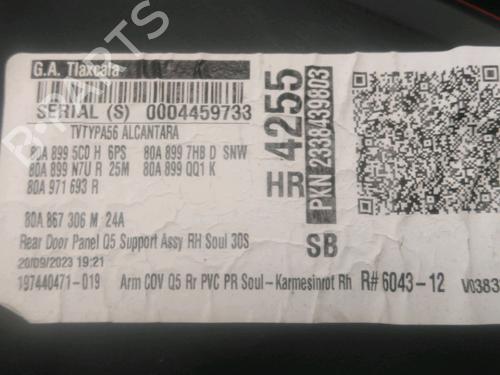 G.A. Tlaxcala
SERIAL (S) 0004459733
TVTYPA56 ALCANTARA
80A 899 5C0 H 6PS 80A 899 7HB D SNW
80A 899 N7U R 25M 80A 899 QQ1 K
80A 971 693 R
80A 867 306 M 24A
Rear Door Panel Q5 Support Assy RH Soul 30S
20/09/2023 19:21
197440471-019 Arm COV Q5 Rr PVC PR Soul-Karmesinrot Rh R# 6043-12
HR 4255
PKN 2338439803
SB
B-PARTS